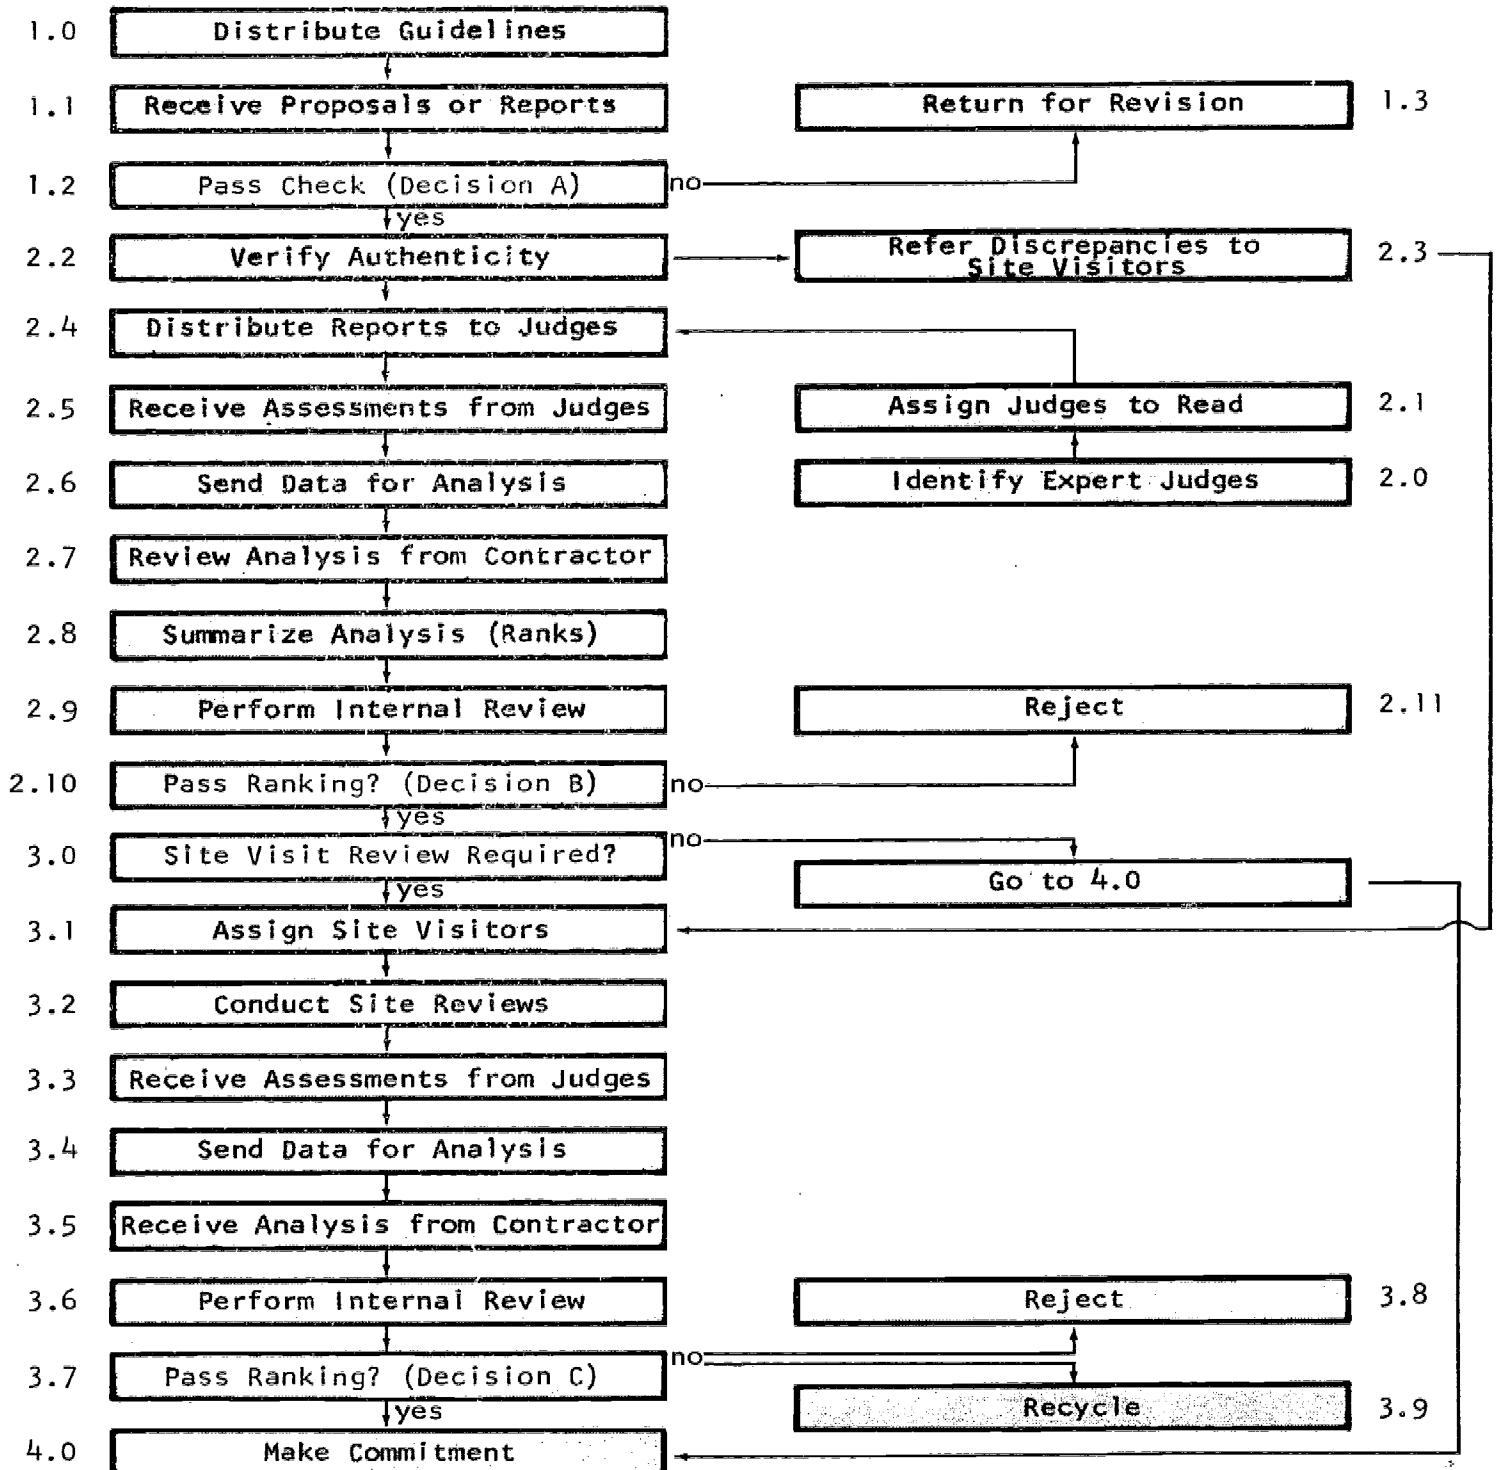 1.0 Distribute Guidelines
1.1 Receive Proposals or Reports Return for Revision 1.3
1.2 Pass Check (Decision A) no
yes
2.2 Verify Authenticity Refer Discrepancies to 2.3
Site Visitors
2.4 Distribute Reports to Judges
2.5 Receive Assessments from Judges Assign Judges to Read 2.1
2.6 Send Data for Analysis Identify Expert Judges 2.0
2.7 Review Analysis from Contractor
2.8 Summarize Analysis (Ranks)
2.9 Perform Internal Review Reject 2.11
2.10 Pass Ranking? (Decision B) no
yes
3.0 Site Visit Review Required? no
Go to 4.0
yes
3.1 Assign Site Visitors
3.2 Conduct Site Reviews
3.3 Receive Assessments from Judges
3.4 Send Data for Analysis
3.5 Receive Analysis from Contractor
3.6 Perform Internal Review Reject 3.8
3.7 Pass Ranking? (Decision C) no
Recycle 3.9
yes
4.0 Make Commitment